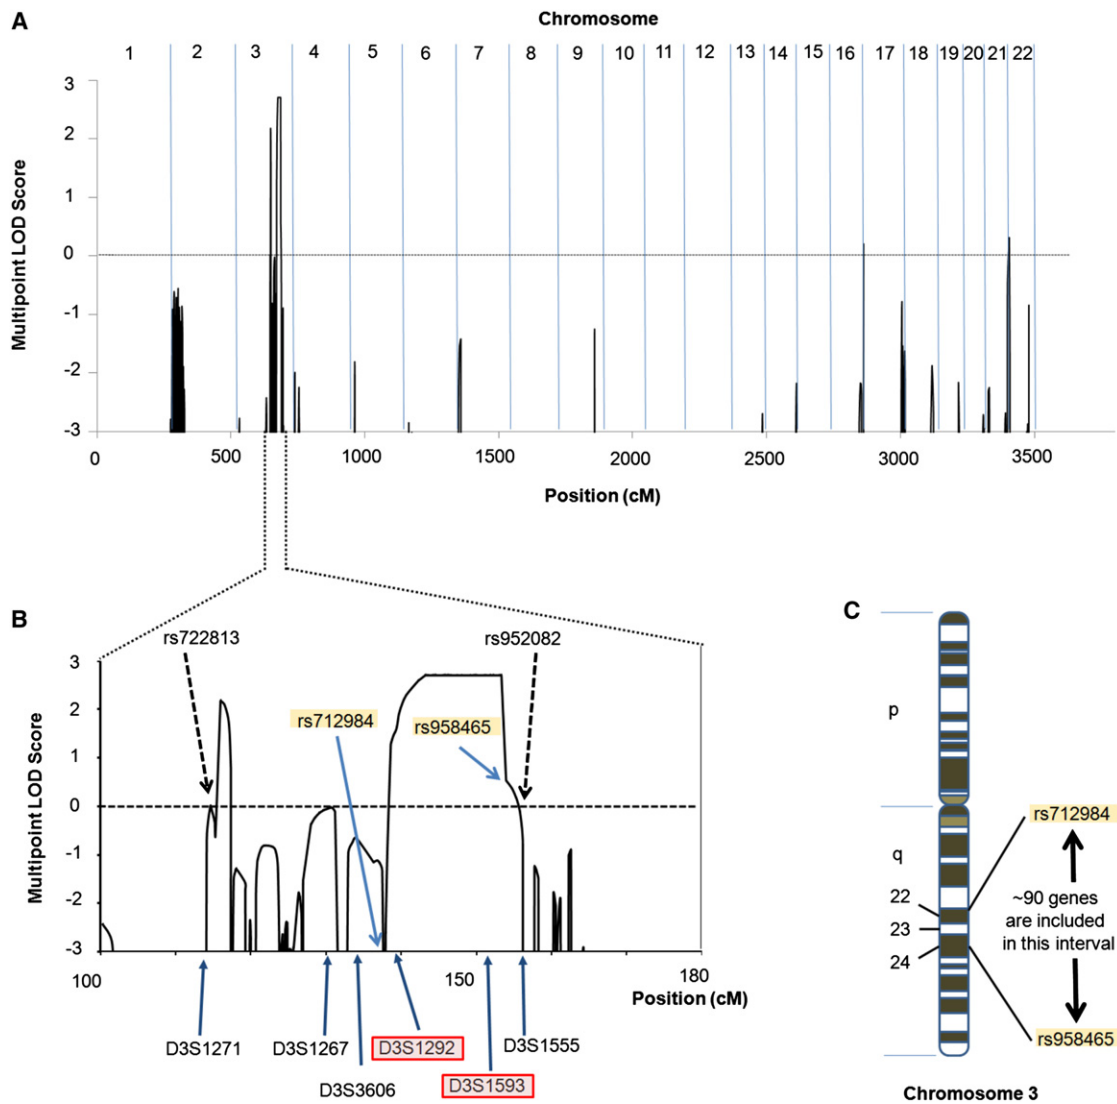 A
Chromosome
1 2 3 4 5 6 7 8 9 10 11 12 13 14 15 16 17 18 19 20 21 22
Multipoint LOD Score
3
2
1
0
-1
-2
-3
0 500 1000 1500 2000 2500 3000 3500
Position (cM)
B
rs722813
rs952082
rs712984
rs958465
Multipoint LOD Score
3
2
1
0
-1
-2
-3
100 150 180
Position (cM)
D3S1271
D3S1267
D3S1292
D3S1555
D3S3606
D3S1593
C
p
q
22
23
24
rs712984
~90 genes
are included
in this interval
rs958465
Chromosome 3